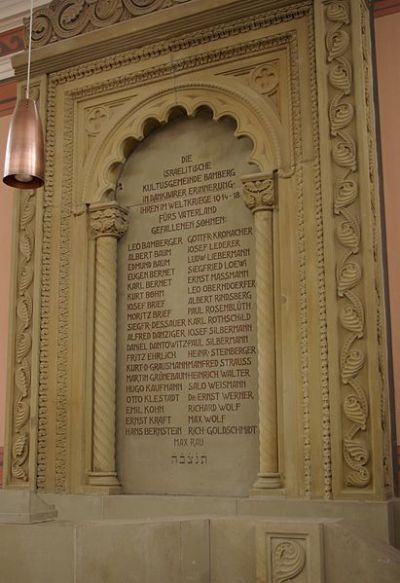 DIE
ISRAELITISCHE
KULTUSGEMEINDE BAMBERG
IN DANKBARER ERINNERUNG
IHREN IM WELTKRIEGE 1914-18
FÜRS VATERLAND
GEFALLENEN SÖHNEN:
LEO BAMBERGER GOTTFR KRONACHER
ALBERT BAUM JOSEF LEDERER
EDMUND BAUM LUDW LIEBERMANN
EUGEN BERNET SIEGFRIED LOEWI
KARL BERNET ERNST MASSMANN
KURT BÖHM LEO OBERNDOERFER
JOSEF BRIEF ALBERT RINDSBERG
MORITZ BRIEF PAUL ROSENBLÜTH
SIEGFR·DESSAUER KARL ROTHSCHILD
ALFRED DANZIGER JOSEF SILBERMANN
DANIEL DANTOWITZ PAUL SILBERMANN
FRITZ EHRLICH HEINR·STEINBERGER
KURT·D·GRAUSMANN MANFRED STRAUSS
MARTIN GRÜNEBAUM HEINRICH WALTER
HUGO KAUFMANN SALO WEISMANN
OTTO KLESTADT Dr·ERNST WERNER
EMIL KOHN RICHARD WOLF
ERNST KRAFT MAX WOLF
HANS BERNSTEIN RICH·GOLDSCHMIDT
MAX RAU
תנצבה